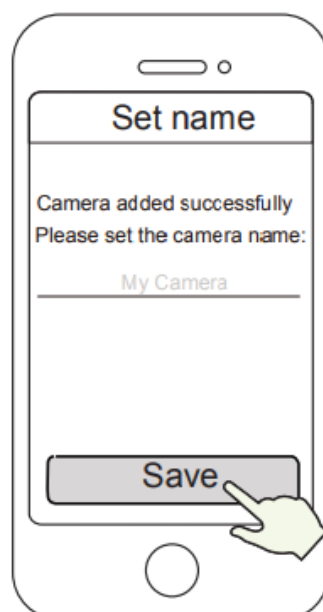 Set name
Camera added successfully
Please set the camera name:
My Camera
Save